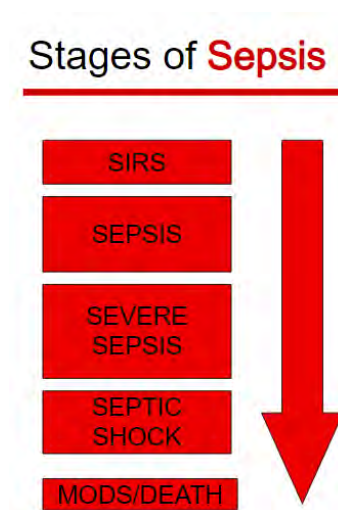 Stages of Sepsis
SIRS
SEPSIS
SEVERE
SEPSIS
SEPTIC
SHOCK
MODS/DEATH